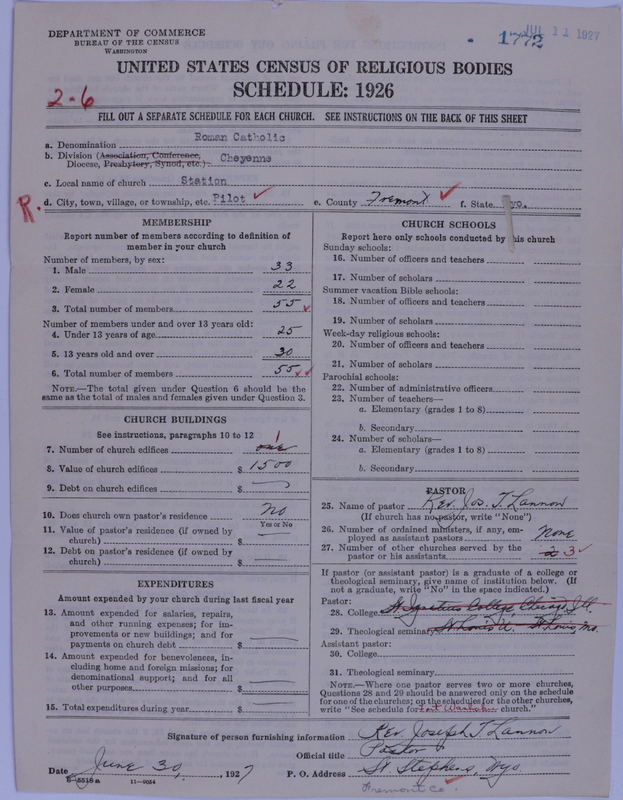 DEPARTMENT OF COMMERCE
BUREAU OF THE CENSUS
WASHINGTON
1772
JUL 11 1927
UNITED STATES CENSUS OF RELIGIOUS BODIES
SCHEDULE: 1926
2-6
FILL OUT A SEPARATE SCHEDULE FOR EACH CHURCH. SEE INSTRUCTIONS ON THE BACK OF THIS SHEET
a. Denomination Roman Catholic
b. Division (Association, Conference, Cheyenne
Diocese, Presbytery, Synod, etc.)
c. Local name of church Station
R. d. City, town, village, or township, etc. Pilot e. County Fremont f. State Wyo.
MEMBERSHIP
Report number of members according to definition of
member in your church
Number of members, by sex:
1. Male 33
2. Female 22
3. Total number of members 55
Number of members under and over 13 years old:
4. Under 13 years of age 25
5. 13 years old and over 30
6. Total number of members 55
NOTE.—The total given under Question 6 should be the
same as the total of males and females given under Question 3.
CHURCH BUILDINGS
See instructions, paragraphs 10 to 12
7. Number of church edifices one 1
8. Value of church edifices $ 1500
9. Debt on church edifices $
10. Does church own pastor's residence No
Yes or No
11. Value of pastor's residence (if owned by
church) $
12. Debt on pastor's residence (if owned by
church) $
EXPENDITURES
Amount expended by your church during last fiscal year
13. Amount expended for salaries, repairs,
and other running expenses; for im-
provements or new buildings; and for
payments on church debt $
14. Amount expended for benevolences, in-
cluding home and foreign missions; for
denominational support; and for all
other purposes $
15. Total expenditures during year $
CHURCH SCHOOLS
Report here only schools conducted by this church
Sunday schools:
16. Number of officers and teachers
17. Number of scholars
Summer vacation Bible schools:
18. Number of officers and teachers
19. Number of scholars
Week-day religious schools:
20. Number of officers and teachers
21. Number of scholars
Parochial schools:
22. Number of administrative officers
23. Number of teachers—
a. Elementary (grades 1 to 8)
b. Secondary
24. Number of scholars—
a. Elementary (grades 1 to 8)
b. Secondary
PASTOR
25. Name of pastor Rev. Jos. T. Lannon
(If church has no pastor, write "None")
26. Number of ordained ministers, if any, em-
ployed as assistant pastors None
27. Number of other churches served by the
pastor or his assistants 3
If pastor (or assistant pastor) is a graduate of a college or
theological seminary, give name of institution below. (If
not a graduate, write "No" in the space indicated.)
Pastor:
28. College St. Ignatius College Chicago, Ill.
29. Theological seminary St. Louis U. St. Louis, Mo.
Assistant pastor:
30. College
31. Theological seminary
NOTE.—Where one pastor serves two or more churches,
Questions 28 and 29 should be answered only on the schedule
for one of the churches; on the schedules for the other churches,
write "See schedule for Fort Washakie church."
Signature of person furnishing information Rev. Joseph T. Lannon
Official title Pastor
Date June 30, 1927 P. O. Address St. Stephens, Wyo.
8-5518a 11-9054
Fremont Co.